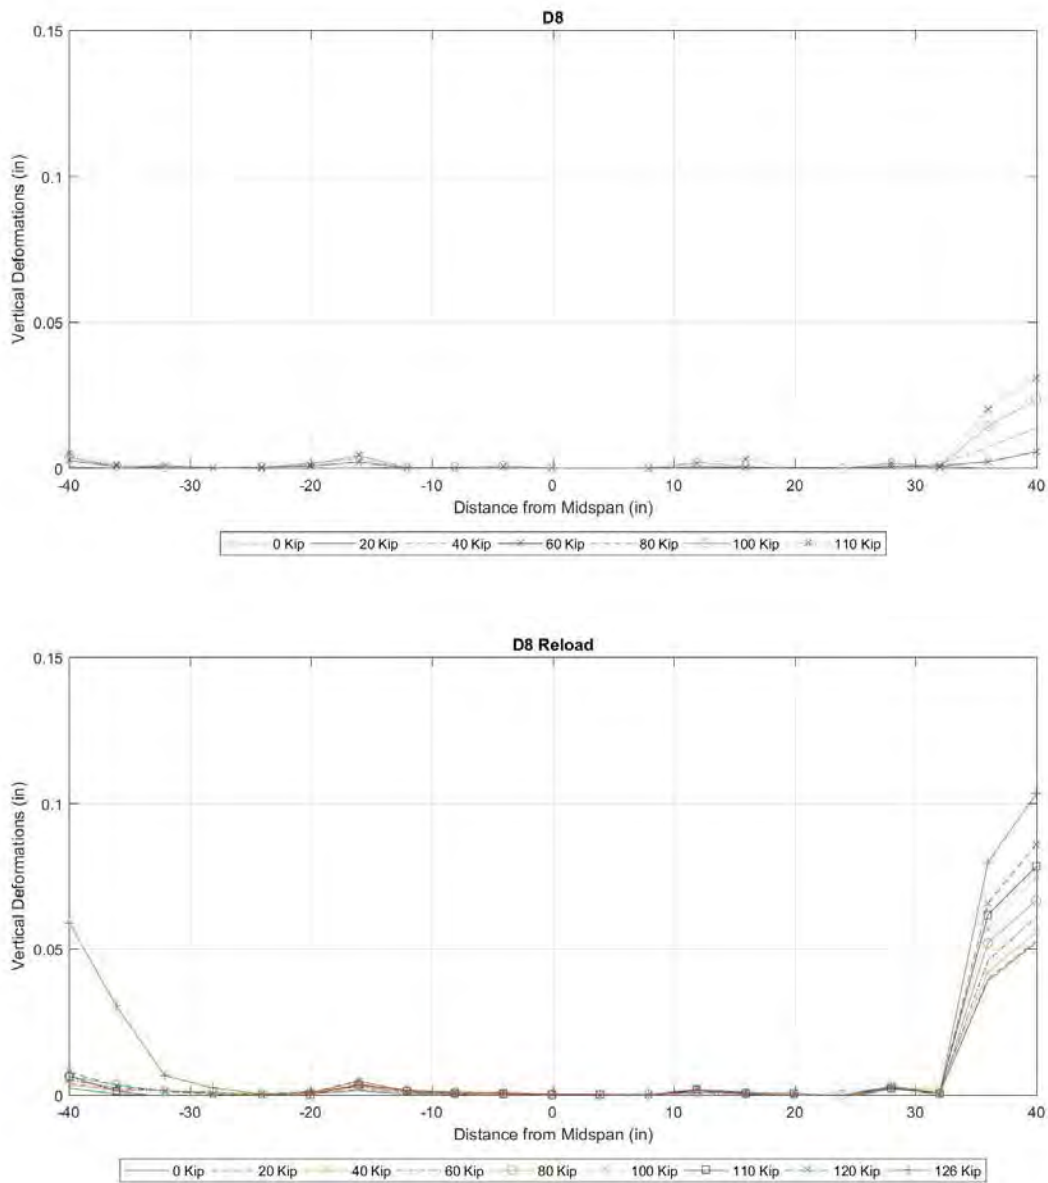 D8
0.15
0.1
0.05
0
Vertical Deformations (in)
-40 -30 -20 -10 0 10 20 30 40
Distance from Midspan (in)
0 Kip 20 Kip 40 Kip 60 Kip 80 Kip 100 Kip 110 Kip
D8 Reload
0.15
0.1
0.05
0
Vertical Deformations (in)
-40 -30 -20 -10 0 10 20 30 40
Distance from Midspan (in)
0 Kip 20 Kip 40 Kip 60 Kip 80 Kip 100 Kip 110 Kip 120 Kip 126 Kip